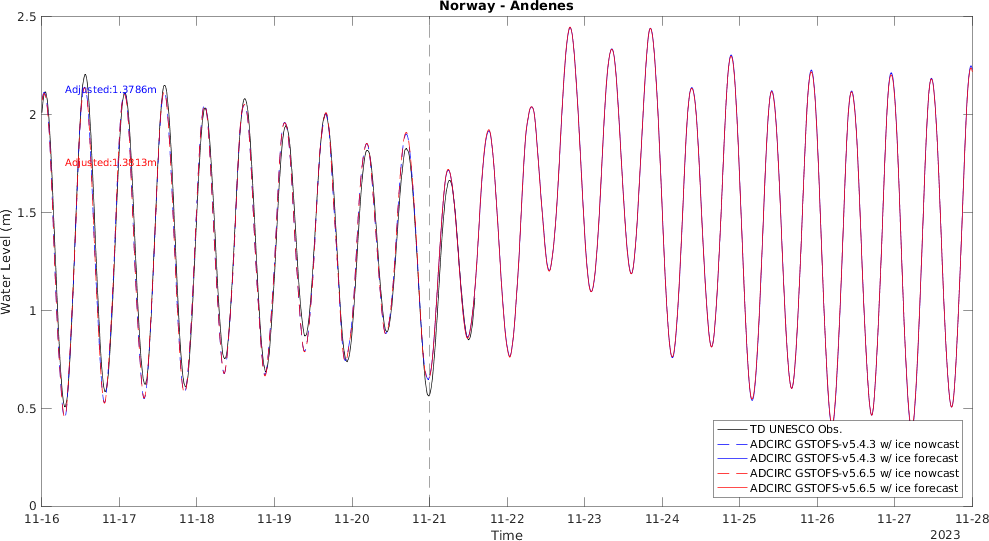 Norway - Andenes
2.5
Adjusted:1.3786m
2
Adjusted:1.3813m
1.5
Water Level (m)
1
0.5
0
TD UNESCO Obs.
ADCIRC GSTOFS-v5.4.3 w/ ice nowcast
ADCIRC GSTOFS-v5.4.3 w/ ice forecast
ADCIRC GSTOFS-v5.6.5 w/ ice nowcast
ADCIRC GSTOFS-v5.6.5 w/ ice forecast
11-16 11-17 11-18 11-19 11-20 11-21 11-22 11-23 11-24 11-25 11-26 11-27 11-28
Time
2023